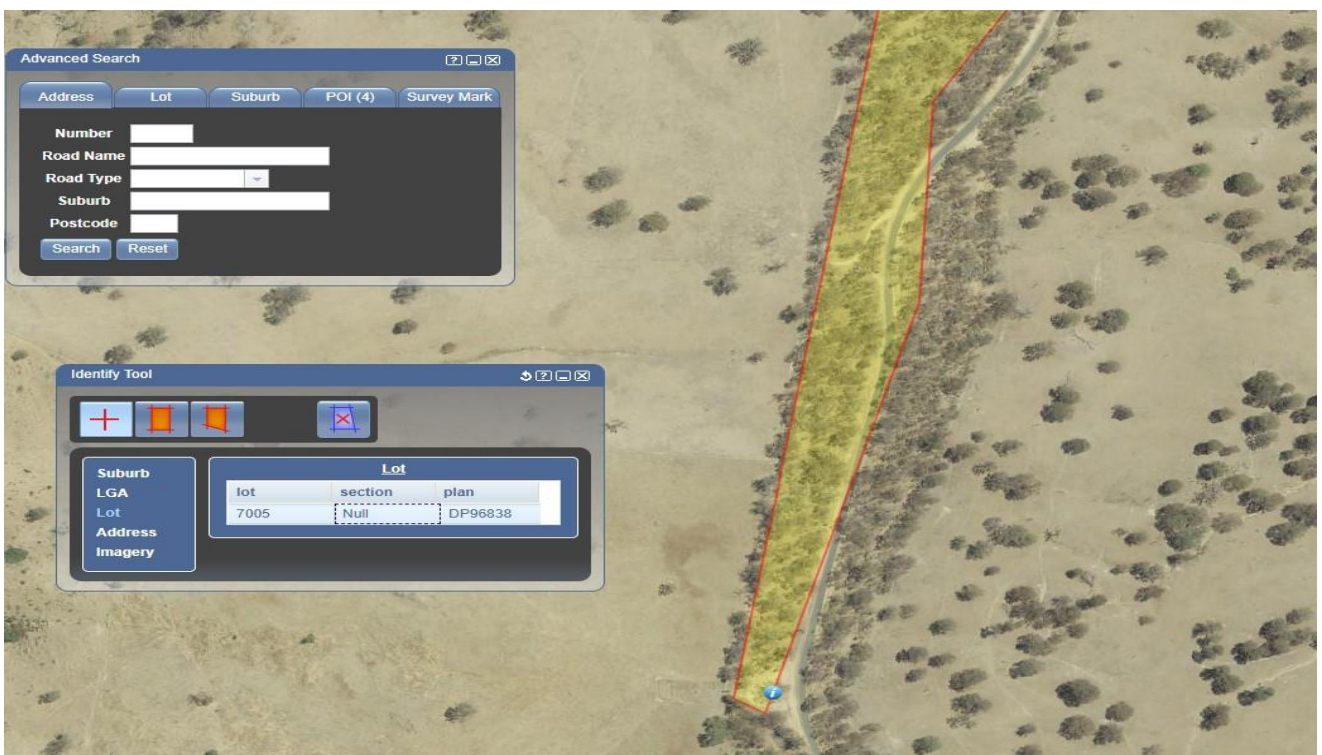 Advanced Search
Address Lot Suburb POI (4) Survey Mark
Number
Road Name
Road Type
Suburb
Postcode
Search Reset
Identify Tool
Suburb
LGA
Lot
Address
Imagery
Lot
lot section plan
7005 Null DP96838